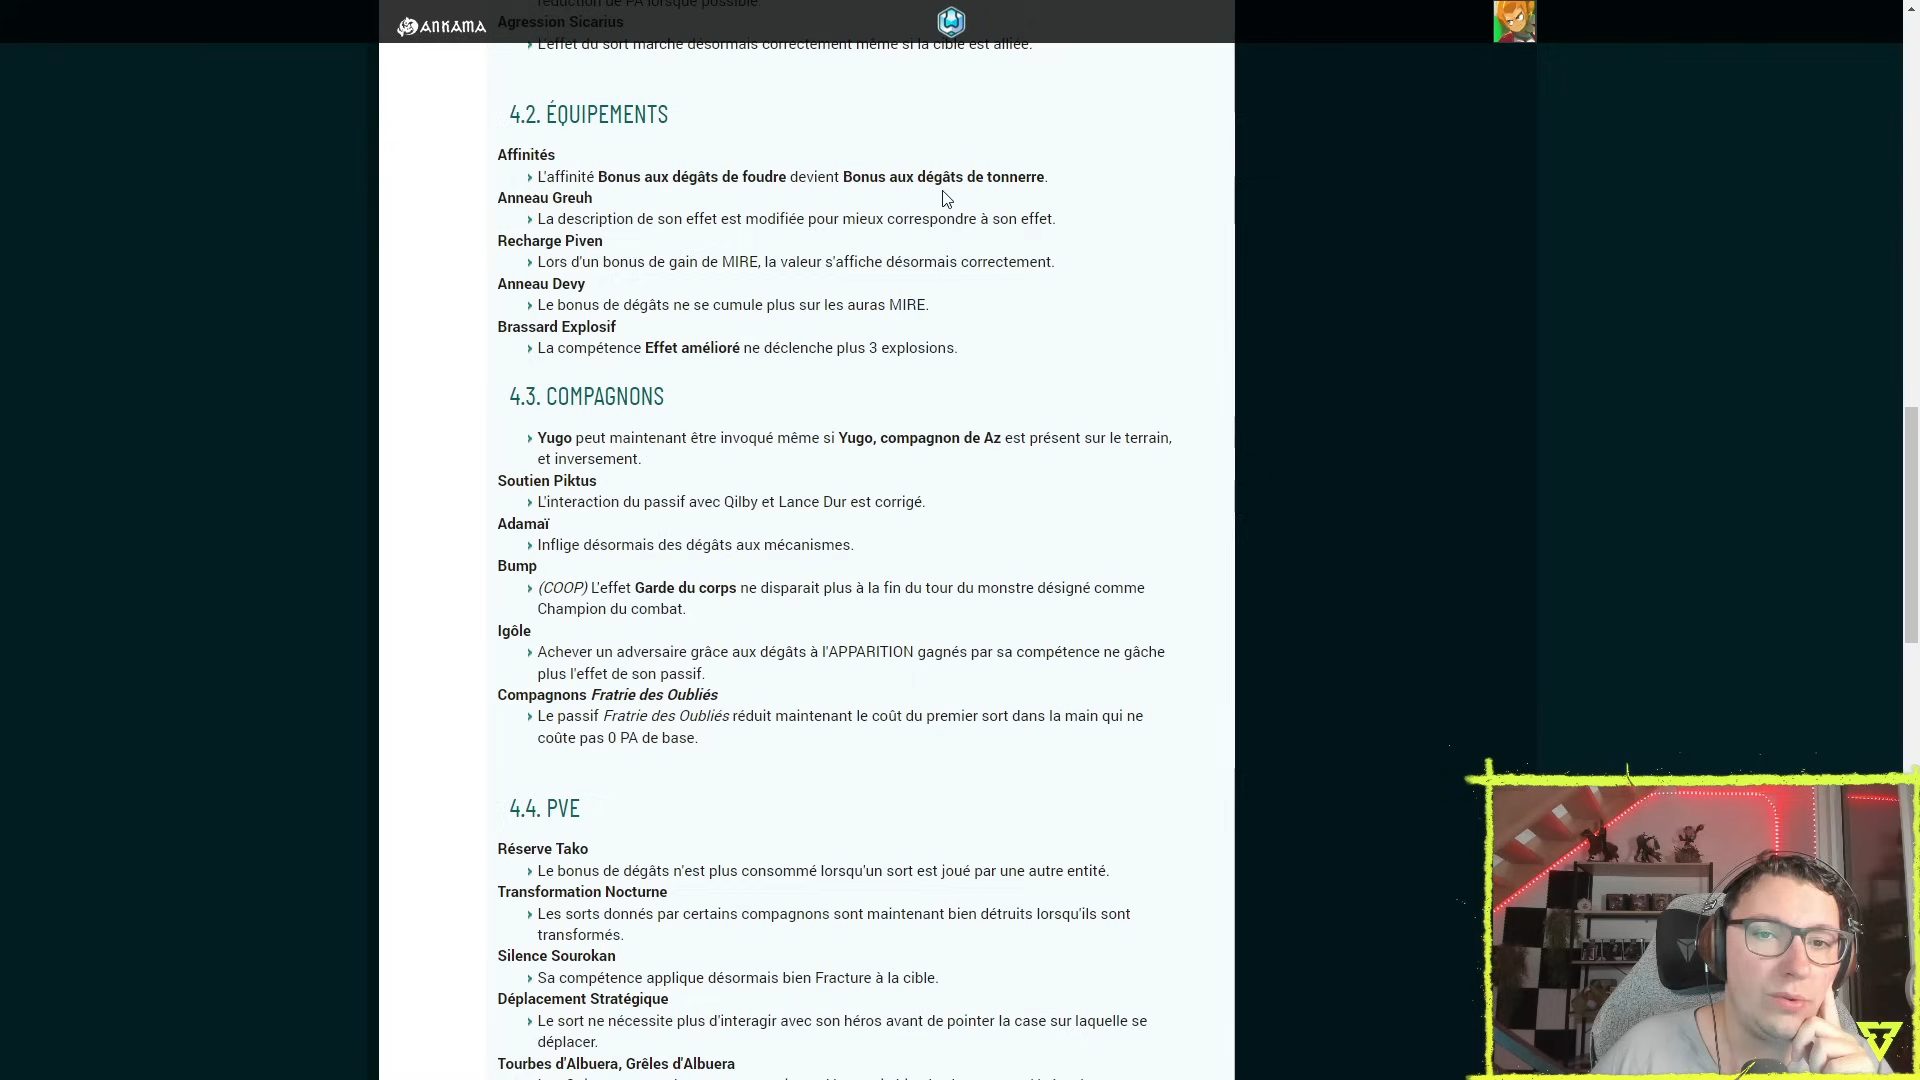 réduction de PA lorsque possible.
Agression Sicarius
ANKAMA
L'effet du sort marche désormais correctement même si la cible est alliée.
4.2. ÉQUIPEMENTS
Affinités
L'affinité Bonus aux dégâts de foudre devient Bonus aux dégâts de tonnerre.
Anneau Greuh
La description de son effet est modifiée pour mieux correspondre à son effet.
Recharge Piven
Lors d'un bonus de gain de MIRE, la valeur s'affiche désormais correctement.
Anneau Devy
Le bonus de dégâts ne se cumule plus sur les auras MIRE.
Brassard Explosif
La compétence Effet amélioré ne déclenche plus 3 explosions.
4.3. COMPAGNONS
Yugo peut maintenant être invoqué même si Yugo, compagnon de Az est présent sur le terrain,
et inversement.
Soutien Piktus
L'interaction du passif avec Qilby et Lance Dur est corrigé.
Adamaï
Inflige désormais des dégâts aux mécanismes.
Bump
(COOP) L'effet Garde du corps ne disparait plus à la fin du tour du monstre désigné comme
Champion du combat.
Igôle
Achever un adversaire grâce aux dégâts à l'APPARITION gagnés par sa compétence ne gâche
plus l'effet de son passif.
Compagnons Fratrie des Oubliés
Le passif Fratrie des Oubliés réduit maintenant le coût du premier sort dans la main qui ne
coûte pas 0 PA de base.
4.4. PVE
Réserve Tako
Le bonus de dégâts n'est plus consommé lorsqu'un sort est joué par une autre entité.
Transformation Nocturne
Les sorts donnés par certains compagnons sont maintenant bien détruits lorsqu'ils sont
transformés.
Silence Sourokan
Sa compétence applique désormais bien Fracture à la cible.
Déplacement Stratégique
Le sort ne nécessite plus d'interagir avec son héros avant de pointer la case sur laquelle se
déplacer.
Tourbes d'Albuera, Grêles d'Albuera